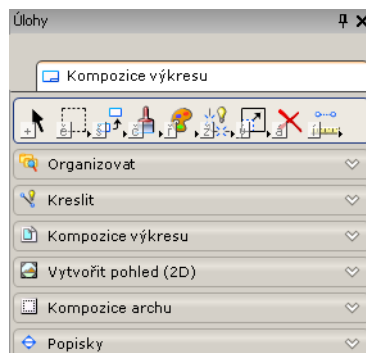 Úlohy
Kompozice výkresu
+ ě š č ř ž ý á í
Organizovat
Kreslit
Kompozice výkresu
Vytvořit pohled (2D)
Kompozice archu
Popisky